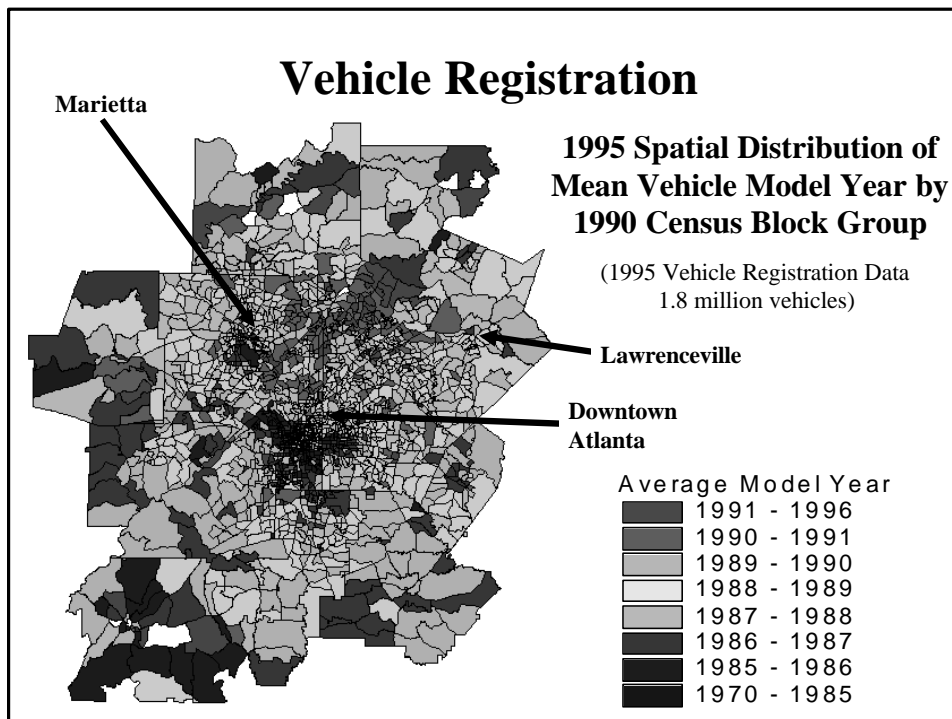 Vehicle Registration
Marietta
1995 Spatial Distribution of
Mean Vehicle Model Year by
1990 Census Block Group
(1995 Vehicle Registration Data
1.8 million vehicles)
Lawrenceville
Downtown
Atlanta
Average Model Year
1991 - 1996
1990 - 1991
1989 - 1990
1988 - 1989
1987 - 1988
1986 - 1987
1985 - 1986
1970 - 1985